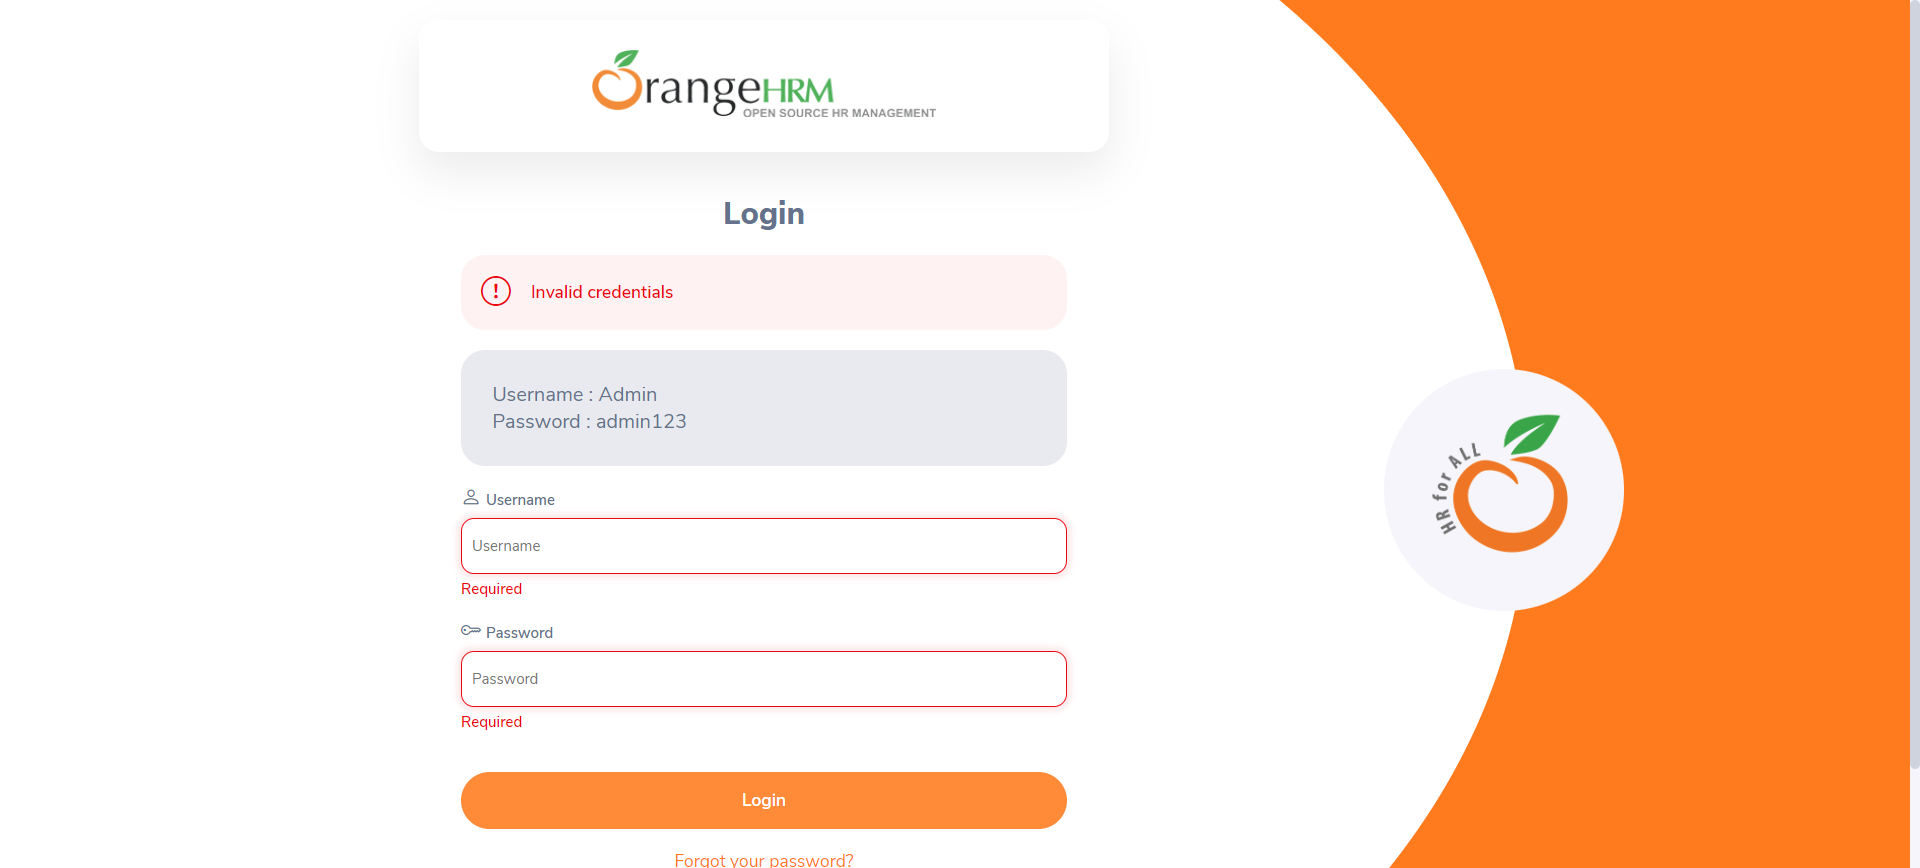 OrangeHRM
OPEN SOURCE HR MANAGEMENT
Login
! Invalid credentials
Username : Admin
Password : admin123
Username
Username
Required
Password
Password
Required
Login
Forgot your password?
HR for ALL